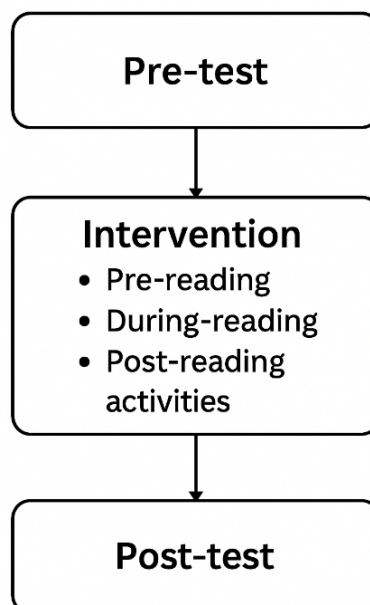 Pre-test
Intervention
• Pre-reading
• During-reading
• Post-reading
activities
Post-test